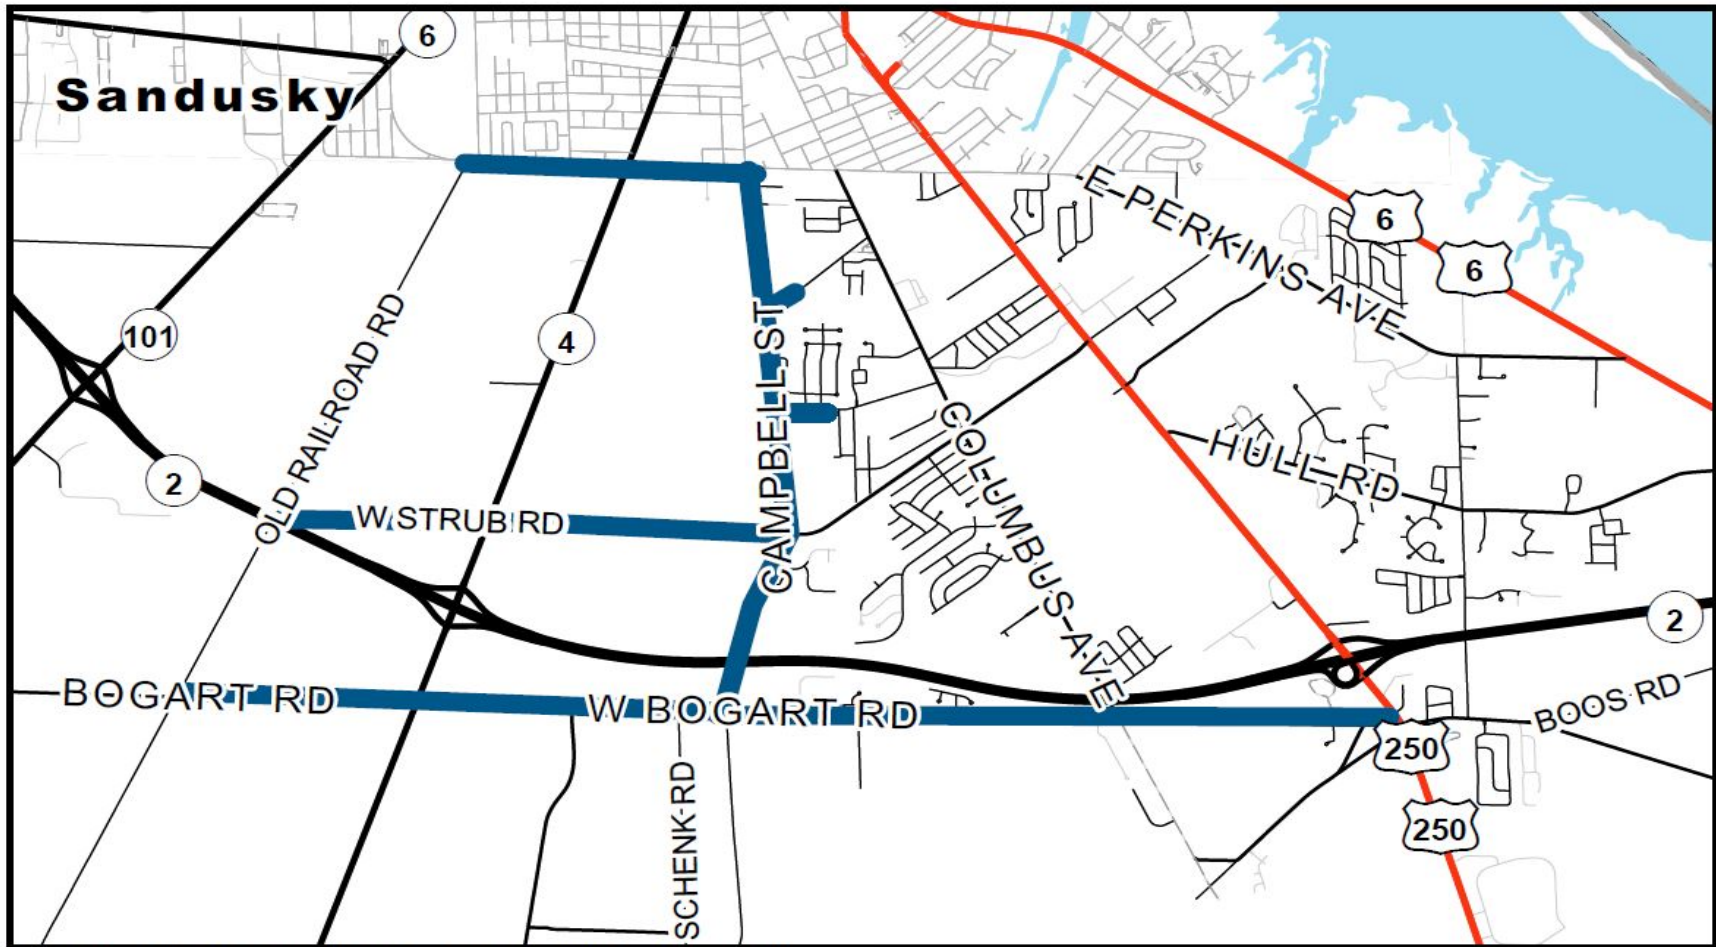 6
Sandusky
E PERKINS AVE
6
6
101
4
OLD RAILROAD RD
CAMPBELL ST
COLUMBUS AVE
HULL RD
2
W STRUB RD
2
BOGART RD
W BOGART RD
BOOS RD
250
SCHENK RD
250